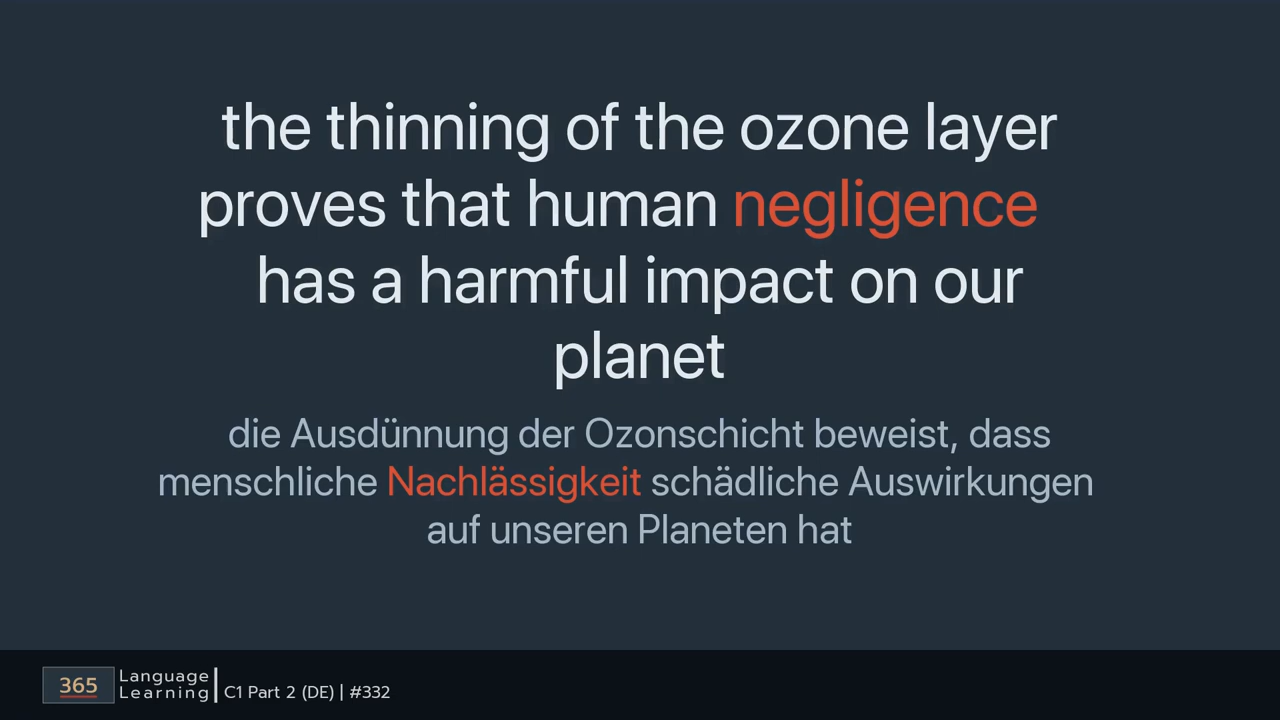 the thinning of the ozone layer
proves that human negligence
has a harmful impact on our
planet
die Ausdünnung der Ozonschicht beweist, dass
menschliche Nachlässigkeit schädliche Auswirkungen
auf unseren Planeten hat
365
Language
Learning
C1 Part 2 (DE) | #332